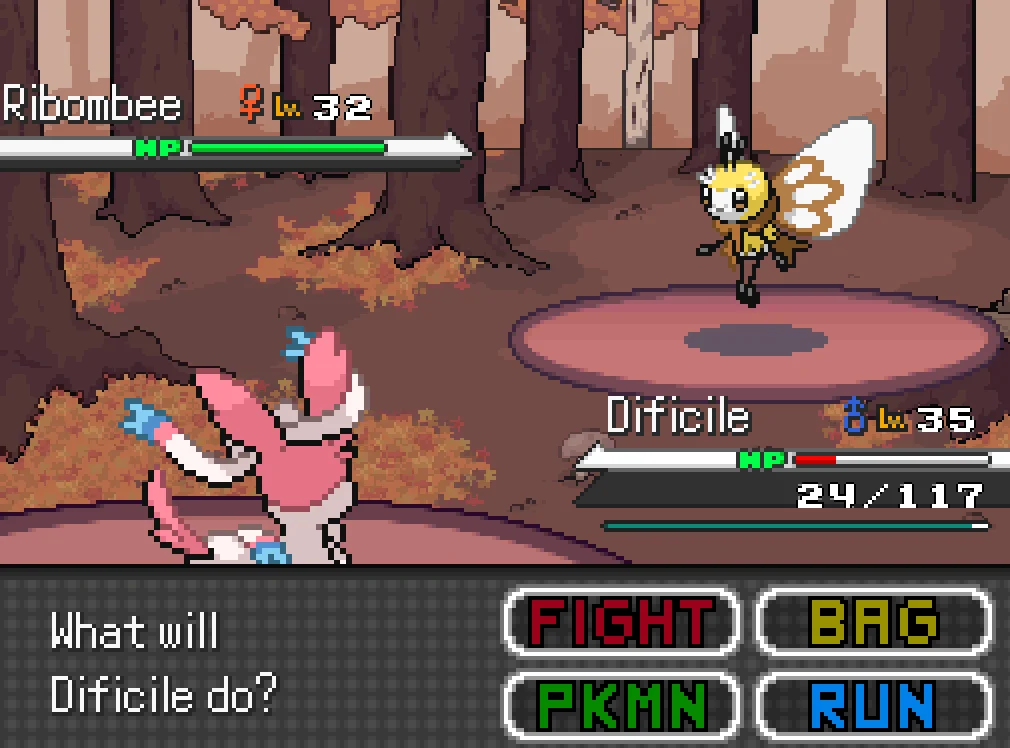 Ribombee ♀ Lv. 32
HP
Dificile ♂ Lv. 35
HP
24/117
What will
Dificile do?
FIGHT
BAG
PKMN
RUN